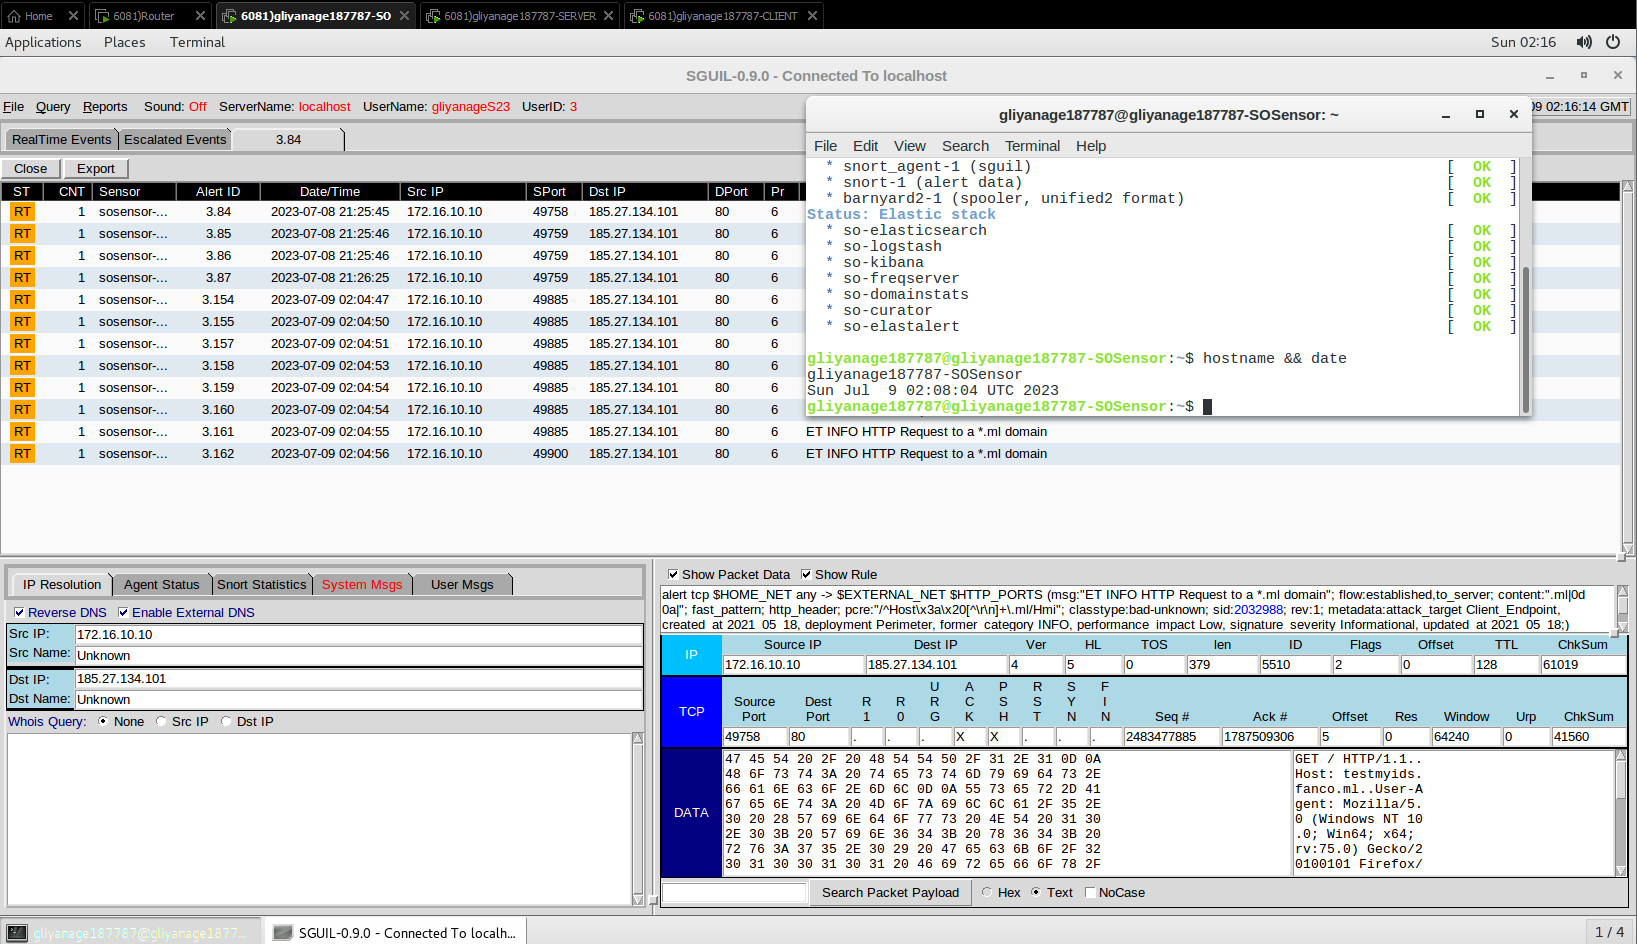 Home 6081)Router 6081)gliyanage187787-SO 6081)gliyanage187787-SERVER 6081)gliyanage187787-CLIENT
Applications Places Terminal Sun 02:16
SGUIL-0.9.0 - Connected To localhost
File Query Reports Sound: Off ServerName: localhost UserName: gliyanageS23 UserID: 3 09 02:16:14 GMT
RealTime Events Escalated Events 3.84
Close Export
ST CNT Sensor Alert ID Date/Time Src IP SPort Dst IP DPort Pr
RT 1 sosensor-... 3.84 2023-07-08 21:25:45 172.16.10.10 49758 185.27.134.101 80 6
RT 1 sosensor-... 3.85 2023-07-08 21:25:46 172.16.10.10 49759 185.27.134.101 80 6
RT 1 sosensor-... 3.86 2023-07-08 21:25:46 172.16.10.10 49759 185.27.134.101 80 6
RT 1 sosensor-... 3.87 2023-07-08 21:26:25 172.16.10.10 49759 185.27.134.101 80 6
RT 1 sosensor-... 3.154 2023-07-09 02:04:47 172.16.10.10 49885 185.27.134.101 80 6
RT 1 sosensor-... 3.155 2023-07-09 02:04:50 172.16.10.10 49885 185.27.134.101 80 6
RT 1 sosensor-... 3.157 2023-07-09 02:04:51 172.16.10.10 49885 185.27.134.101 80 6
RT 1 sosensor-... 3.158 2023-07-09 02:04:53 172.16.10.10 49885 185.27.134.101 80 6
RT 1 sosensor-... 3.159 2023-07-09 02:04:54 172.16.10.10 49885 185.27.134.101 80 6
RT 1 sosensor-... 3.160 2023-07-09 02:04:54 172.16.10.10 49885 185.27.134.101 80 6
RT 1 sosensor-... 3.161 2023-07-09 02:04:55 172.16.10.10 49885 185.27.134.101 80 6 ET INFO HTTP Request to a *.ml domain
RT 1 sosensor-... 3.162 2023-07-09 02:04:56 172.16.10.10 49900 185.27.134.101 80 6 ET INFO HTTP Request to a *.ml domain
gliyanage187787@gliyanage187787-SOSensor: ~
File Edit View Search Terminal Help
* snort_agent-1 (sguil) [ OK ]
* snort-1 (alert data) [ OK ]
* barnyard2-1 (spooler, unified2 format) [ OK ]
Status: Elastic stack
* so-elasticsearch [ OK ]
* so-logstash [ OK ]
* so-kibana [ OK ]
* so-freqserver [ OK ]
* so-domainstats [ OK ]
* so-curator [ OK ]
* so-elastalert [ OK ]
gliyanage187787@gliyanage187787-SOSensor:~$ hostname && date
gliyanage187787-SOSensor
Sun Jul  9 02:08:04 UTC 2023
gliyanage187787@gliyanage187787-SOSensor:~$
IP Resolution Agent Status Snort Statistics System Msgs User Msgs
Reverse DNS Enable External DNS
Src IP: 172.16.10.10
Src Name: Unknown
Dst IP: 185.27.134.101
Dst Name: Unknown
Whois Query: None Src IP Dst IP
Show Packet Data Show Rule
alert tcp $HOME_NET any -> $EXTERNAL_NET $HTTP_PORTS (msg:"ET INFO HTTP Request to a *.ml domain"; flow:established,to_server; content:".ml|0d
0a|"; fast_pattern; http_header; pcre:"/^Host\x3a\x20[^\r\n]+\.ml/Hmi"; classtype:bad-unknown; sid:2032988; rev:1; metadata:attack_target Client_Endpoint,
created_at 2021_05_18, deployment Perimeter, former_category INFO, performance_impact Low, signature_severity Informational, updated_at 2021_05_18;)
IP
Source IP Dest IP Ver HL TOS len ID Flags Offset TTL ChkSum
172.16.10.10 185.27.134.101 4 5 0 379 5510 2 0 128 61019
TCP
Source Port Dest Port R1 R0 URG ACK PSH RST SYN FIN Seq # Ack # Offset Res Window Urp ChkSum
49758 80 . . . X X . . . 2483477885 1787509306 5 0 64240 0 41560
DATA
47 45 54 20 2F 20 48 54 54 50 2F 31 2E 31 0D 0A GET / HTTP/1.1..
48 6F 73 74 3A 20 74 65 73 74 6D 79 69 64 73 2E Host: testmyids.
66 61 6E 63 6F 2E 6D 6C 0D 0A 55 73 65 72 2D 41 fanco.ml..User-A
67 65 6E 74 3A 20 4D 6F 7A 69 6C 6C 61 2F 35 2E gent: Mozilla/5.
30 20 28 57 69 6E 64 6F 77 73 20 4E 54 20 31 30 0 (Windows NT 10
2E 30 3B 20 57 69 6E 36 34 3B 20 78 36 34 3B 20 .0; Win64; x64;
72 76 3A 37 35 2E 30 29 20 47 65 63 6B 6F 2F 32 rv:75.0) Gecko/2
30 31 30 30 31 30 31 20 46 69 72 65 66 6F 78 2F 0100101 Firefox/
Search Packet Payload Hex Text NoCase
gliyanage187787@gliyanage1877... SGUIL-0.9.0 - Connected To localh... 1 / 4